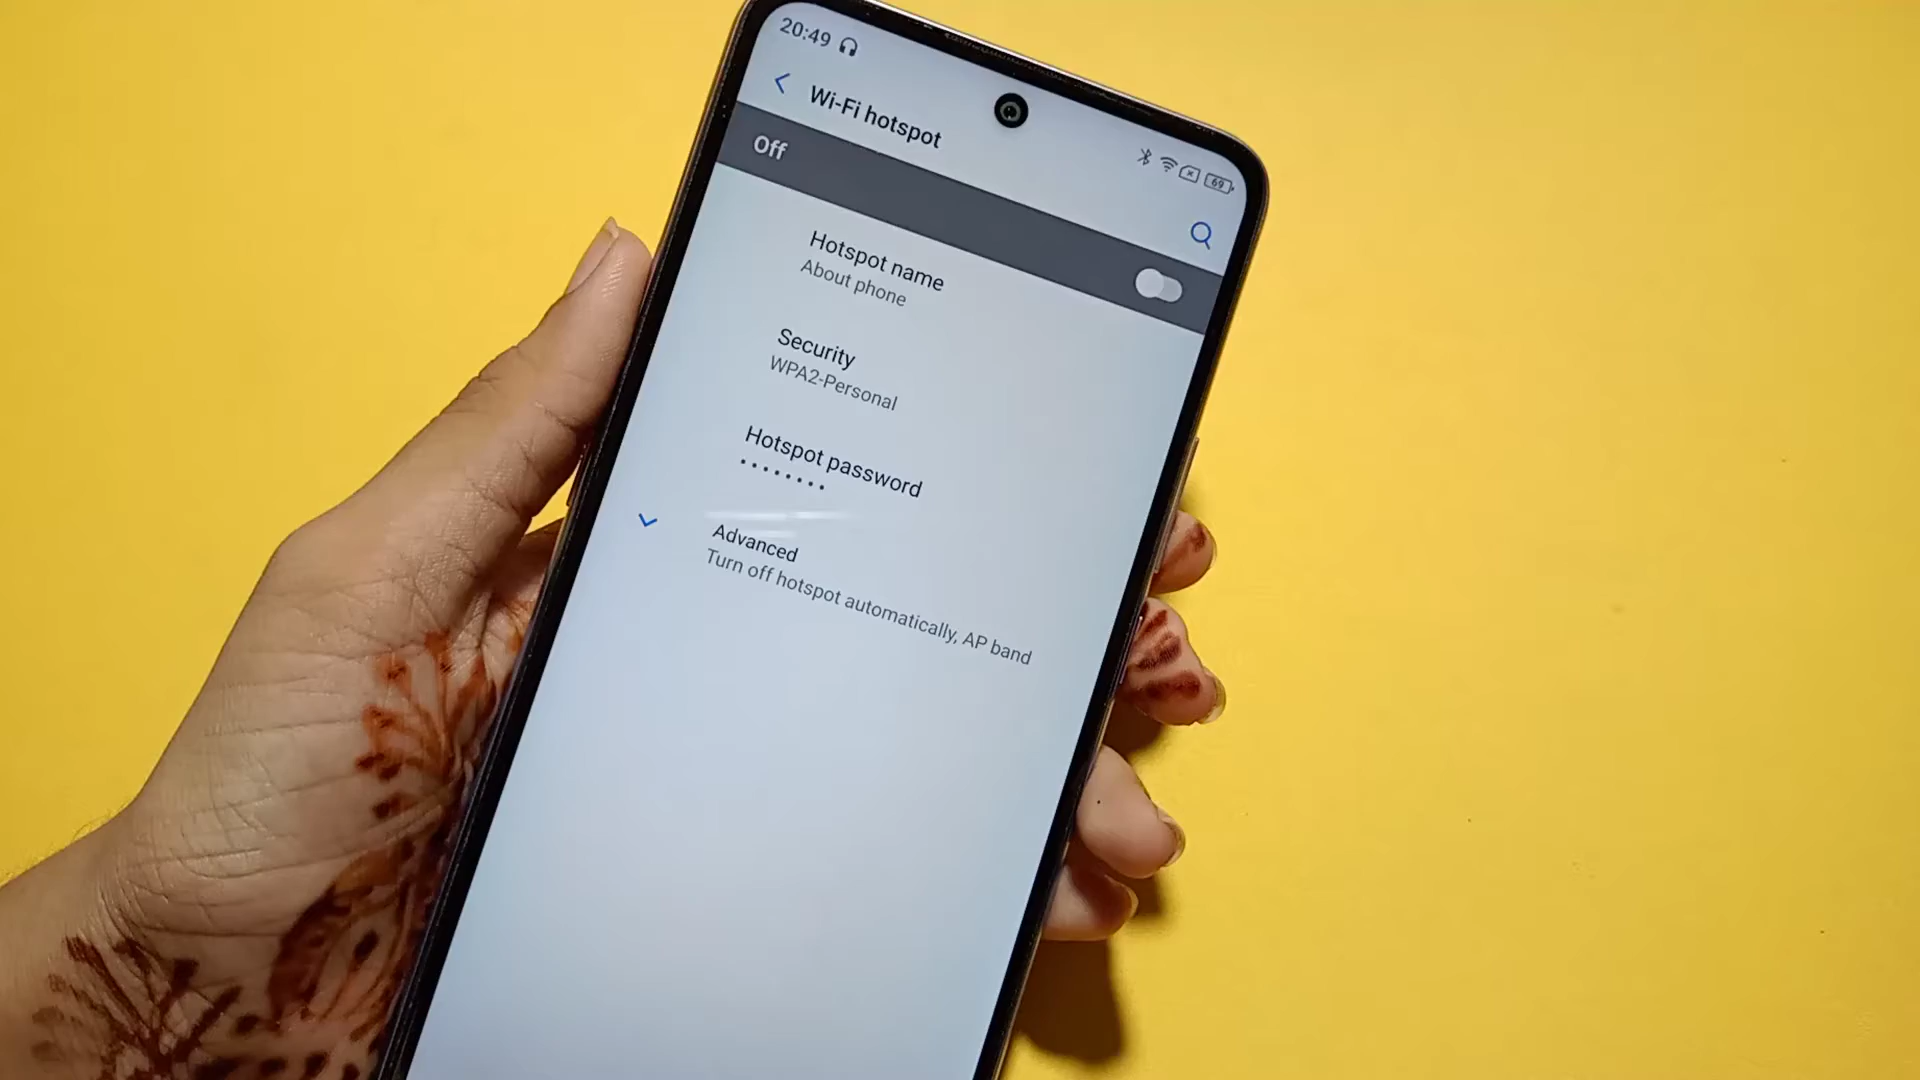 20:49
69
Wi-Fi hotspot
Off
Hotspot name
About phone
Security
WPA2-Personal
Hotspot password
••••••••
Advanced
Turn off hotspot automatically, AP band